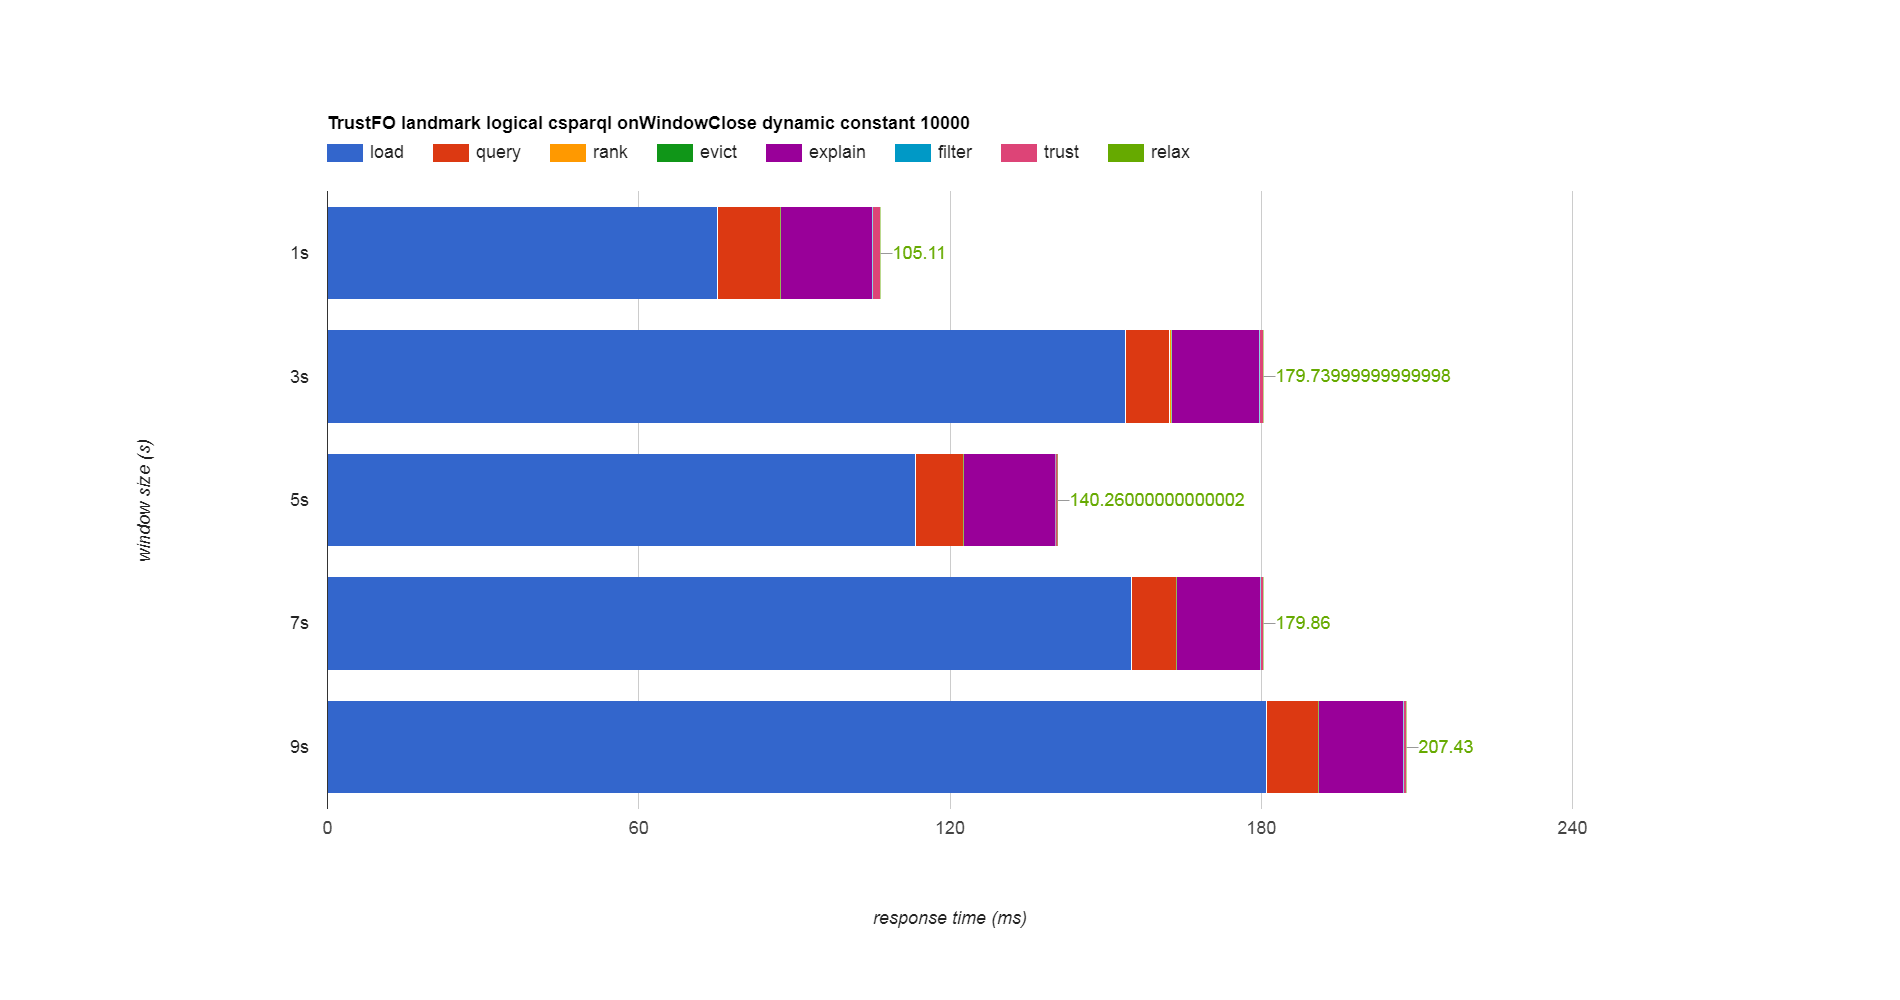 TrustFO landmark logical csparql onWindowClose dynamic constant 10000
load query rank evict explain filter trust relax
1s 105.11
3s 179.73999999999998
5s 140.26000000000002
7s 179.86
9s 207.43
0 60 120 180 240
window size (s)
response time (ms)